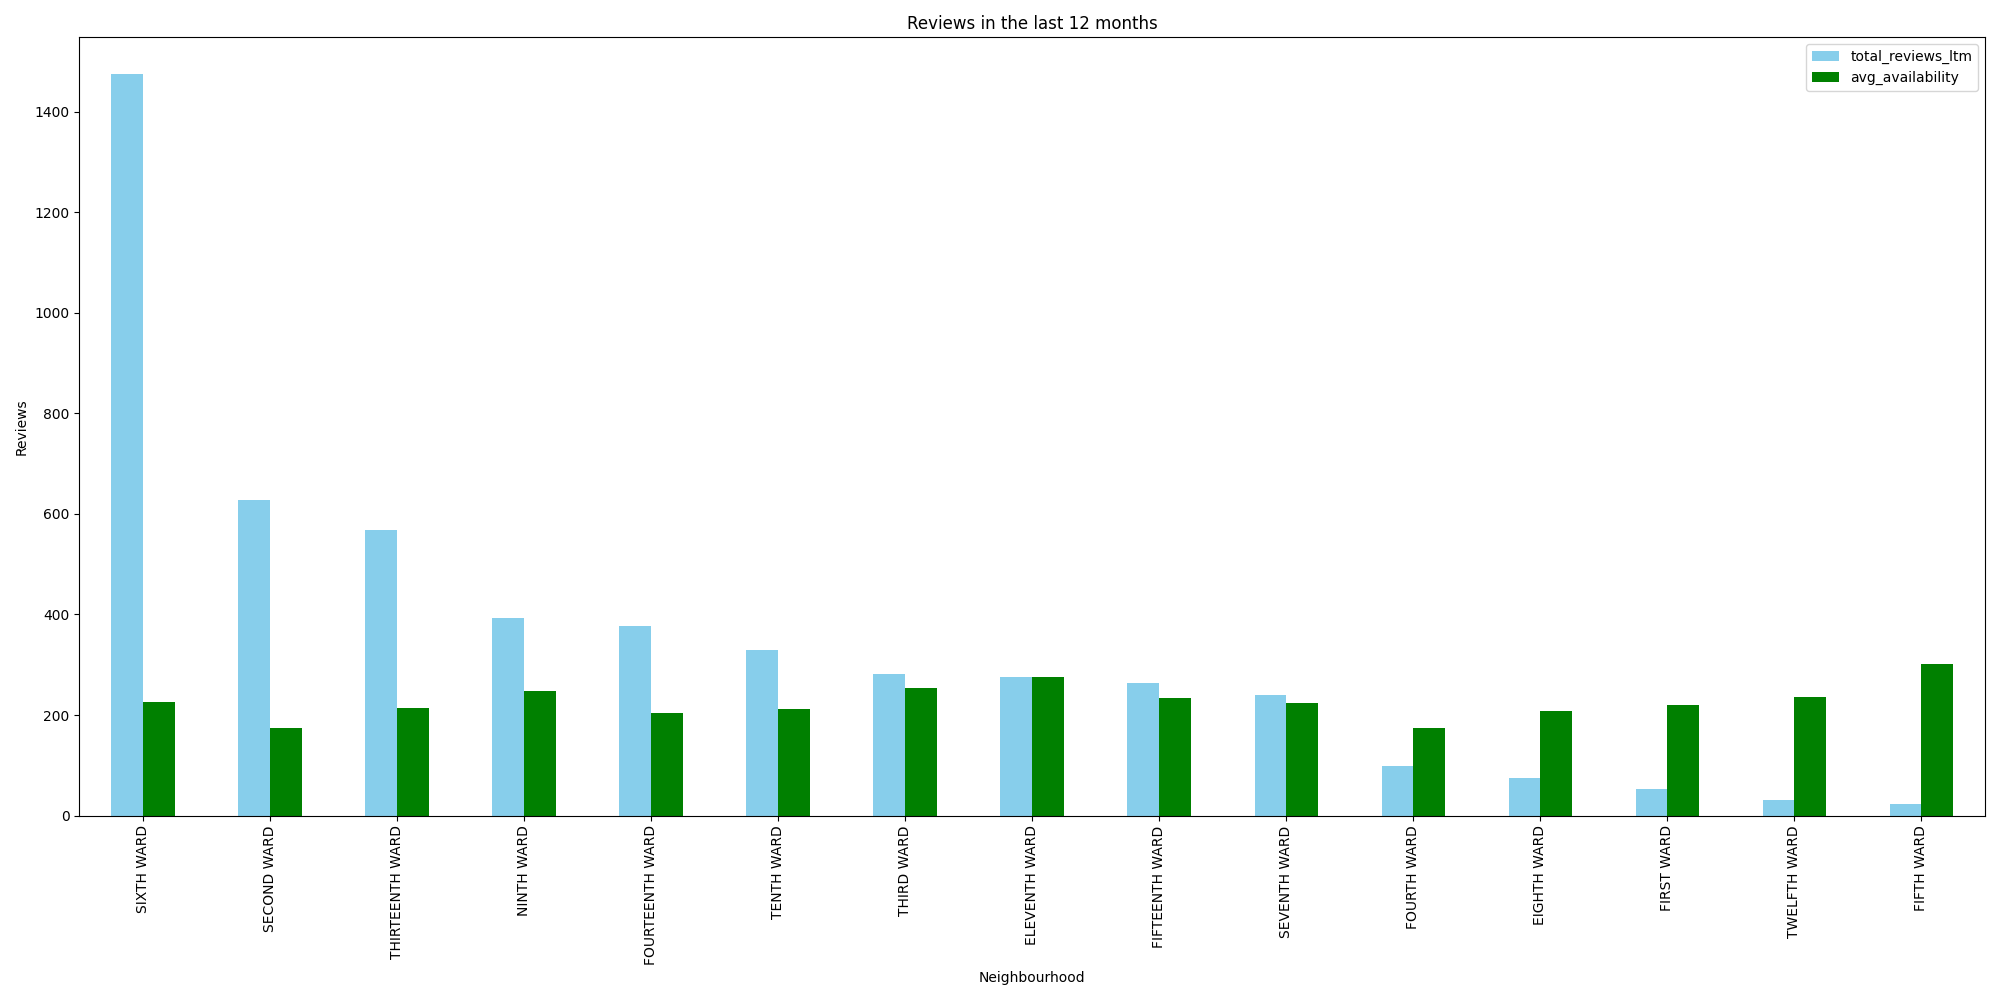 Reviews in the last 12 months
total_reviews_ltm
avg_availability
Reviews
1400
1200
1000
800
600
400
200
0
SIXTH WARD
SECOND WARD
THIRTEENTH WARD
NINTH WARD
FOURTEENTH WARD
TENTH WARD
THIRD WARD
ELEVENTH WARD
FIFTEENTH WARD
SEVENTH WARD
FOURTH WARD
EIGHTH WARD
FIRST WARD
TWELFTH WARD
FIFTH WARD
Neighbourhood